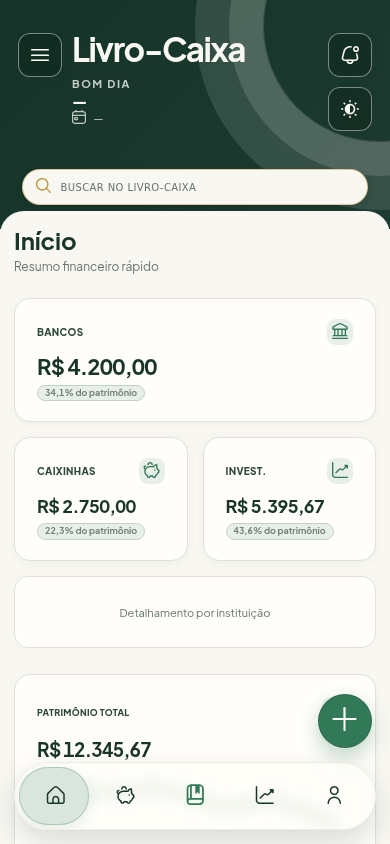 Livro-Caixa
BOM DIA
—
—
BUSCAR NO LIVRO-CAIXA
Início
Resumo financeiro rápido
BANCOS
R$ 4.200,00
34,1% do patrimônio
CAIXINHAS
R$ 2.750,00
22,3% do patrimônio
INVEST.
R$ 5.395,67
43,6% do patrimônio
Detalhamento por instituição
PATRIMÔNIO TOTAL
R$ 12.345,67